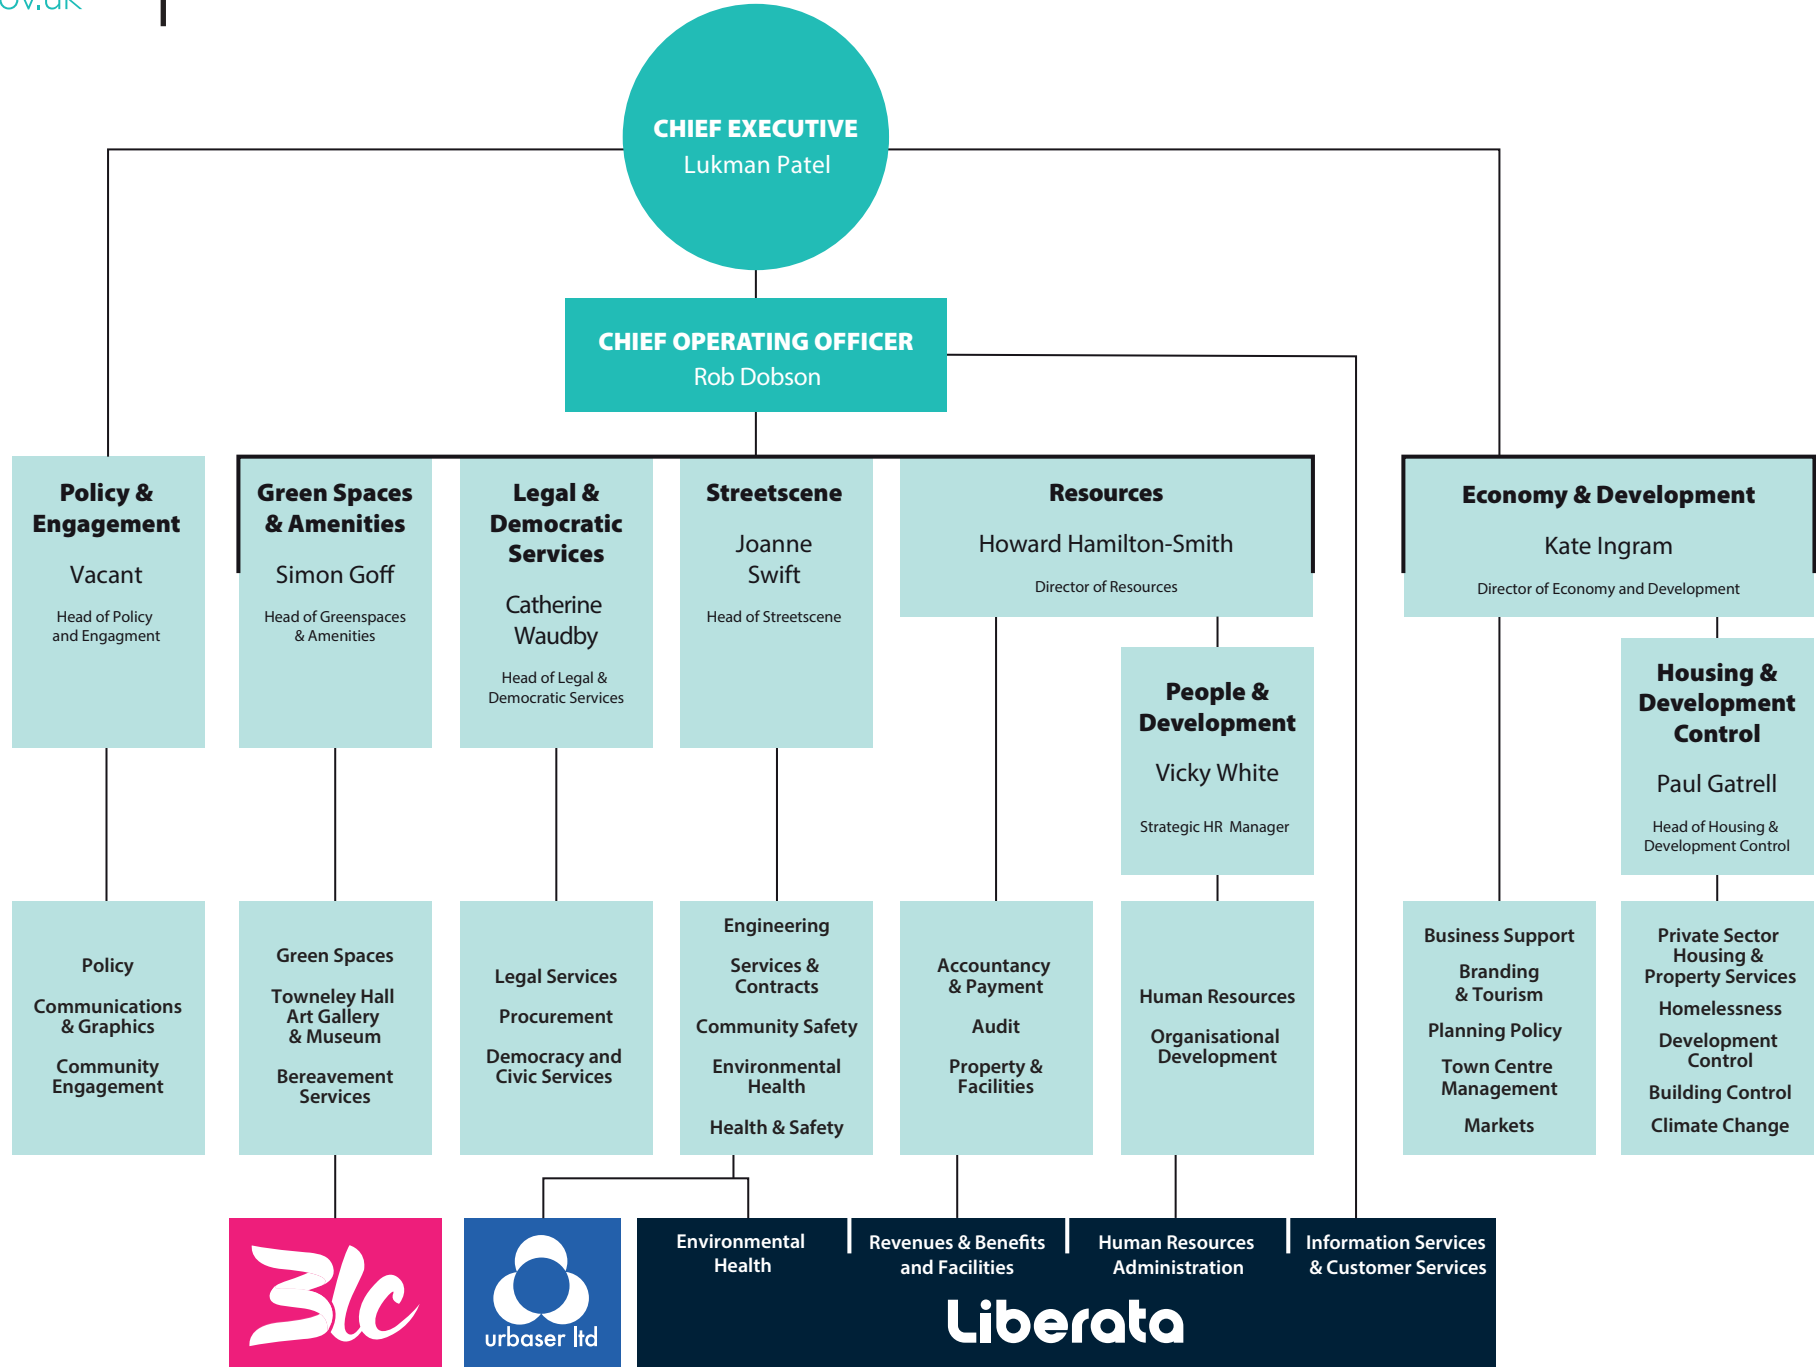 ov.uk
CHIEF EXECUTIVE
Lukman Patel
CHIEF OPERATING OFFICER
Rob Dobson
Policy &
Engagement
Vacant
Head of Policy
and Engagment
Green Spaces
& Amenities
Simon Goff
Head of Greenspaces
& Amenities
Legal &
Democratic
Services
Catherine
Waudby
Head of Legal &
Democratic Services
Streetscene
Joanne
Swift
Head of Streetscene
Resources
Howard Hamilton-Smith
Director of Resources
Economy & Development
Kate Ingram
Director of Economy and Development
People &
Development
Vicky White
Strategic HR Manager
Housing &
Development
Control
Paul Gatrell
Head of Housing &
Development Control
Policy
Communications
& Graphics
Community
Engagement
Green Spaces
Towneley Hall
Art Gallery
& Museum
Bereavement
Services
Legal Services
Procurement
Democracy and
Civic Services
Engineering
Services &
Contracts
Community Safety
Environmental
Health
Health & Safety
Accountancy
& Payment
Audit
Property &
Facilities
Human Resources
Organisational
Development
Business Support
Branding
& Tourism
Planning Policy
Town Centre
Management
Markets
Private Sector
Housing &
Property Services
Homelessness
Development
Control
Building Control
Climate Change
urbaser ltd
Environmental
Health
Revenues & Benefits
and Facilities
Human Resources
Administration
Information Services
& Customer Services
Liberata